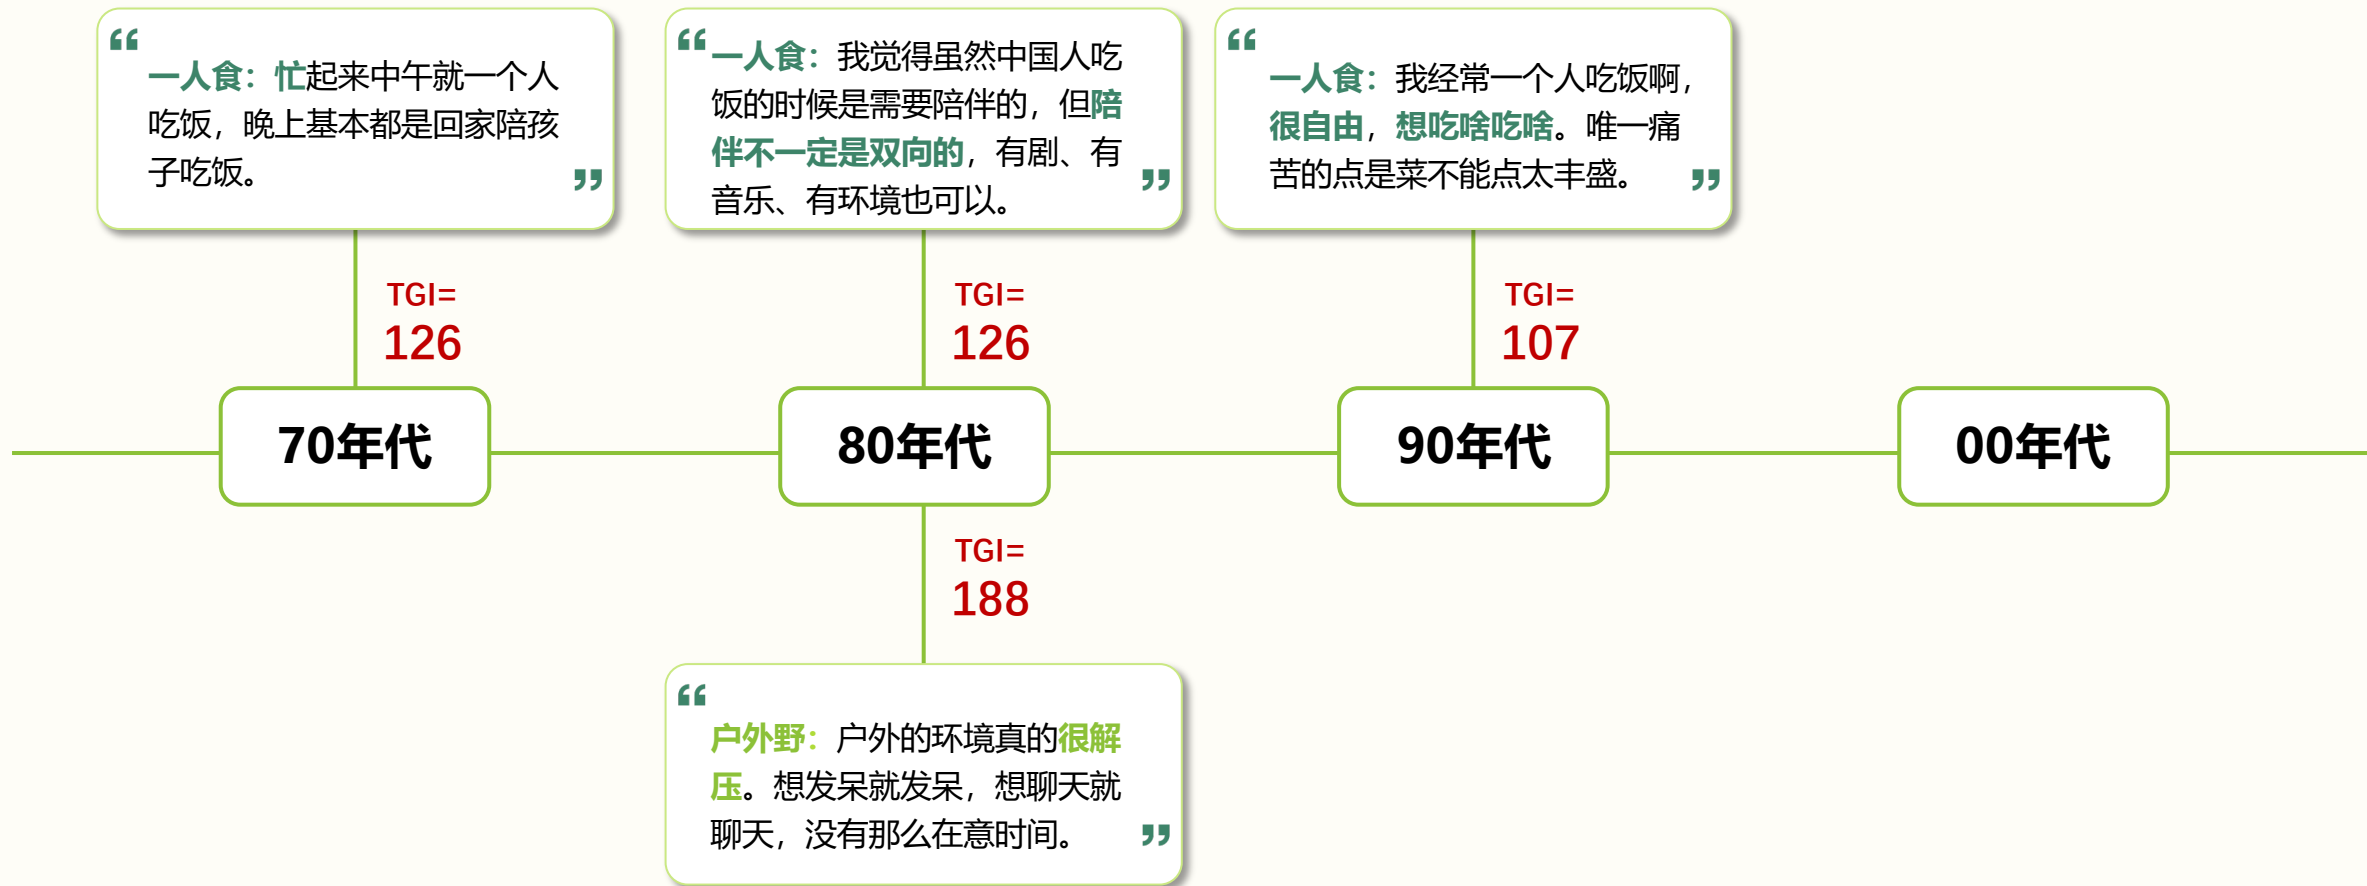 “
一人食：忙起来中午就一个人
吃饭，晚上基本都是回家陪孩
子吃饭。
”
“
一人食：我觉得虽然中国人吃
饭的时候是需要陪伴的，但陪
伴不一定是双向的，有剧、有
音乐、有环境也可以。
”
“
一人食：我经常一个人吃饭啊，
很自由，想吃啥吃啥。唯一痛
苦的点是菜不能点太丰盛。
”
TGI=
126
TGI=
126
TGI=
107
70年代
80年代
90年代
00年代
TGI=
188
“
户外野：户外的环境真的很解
压。想发呆就发呆，想聊天就
聊天，没有那么在意时间。
”